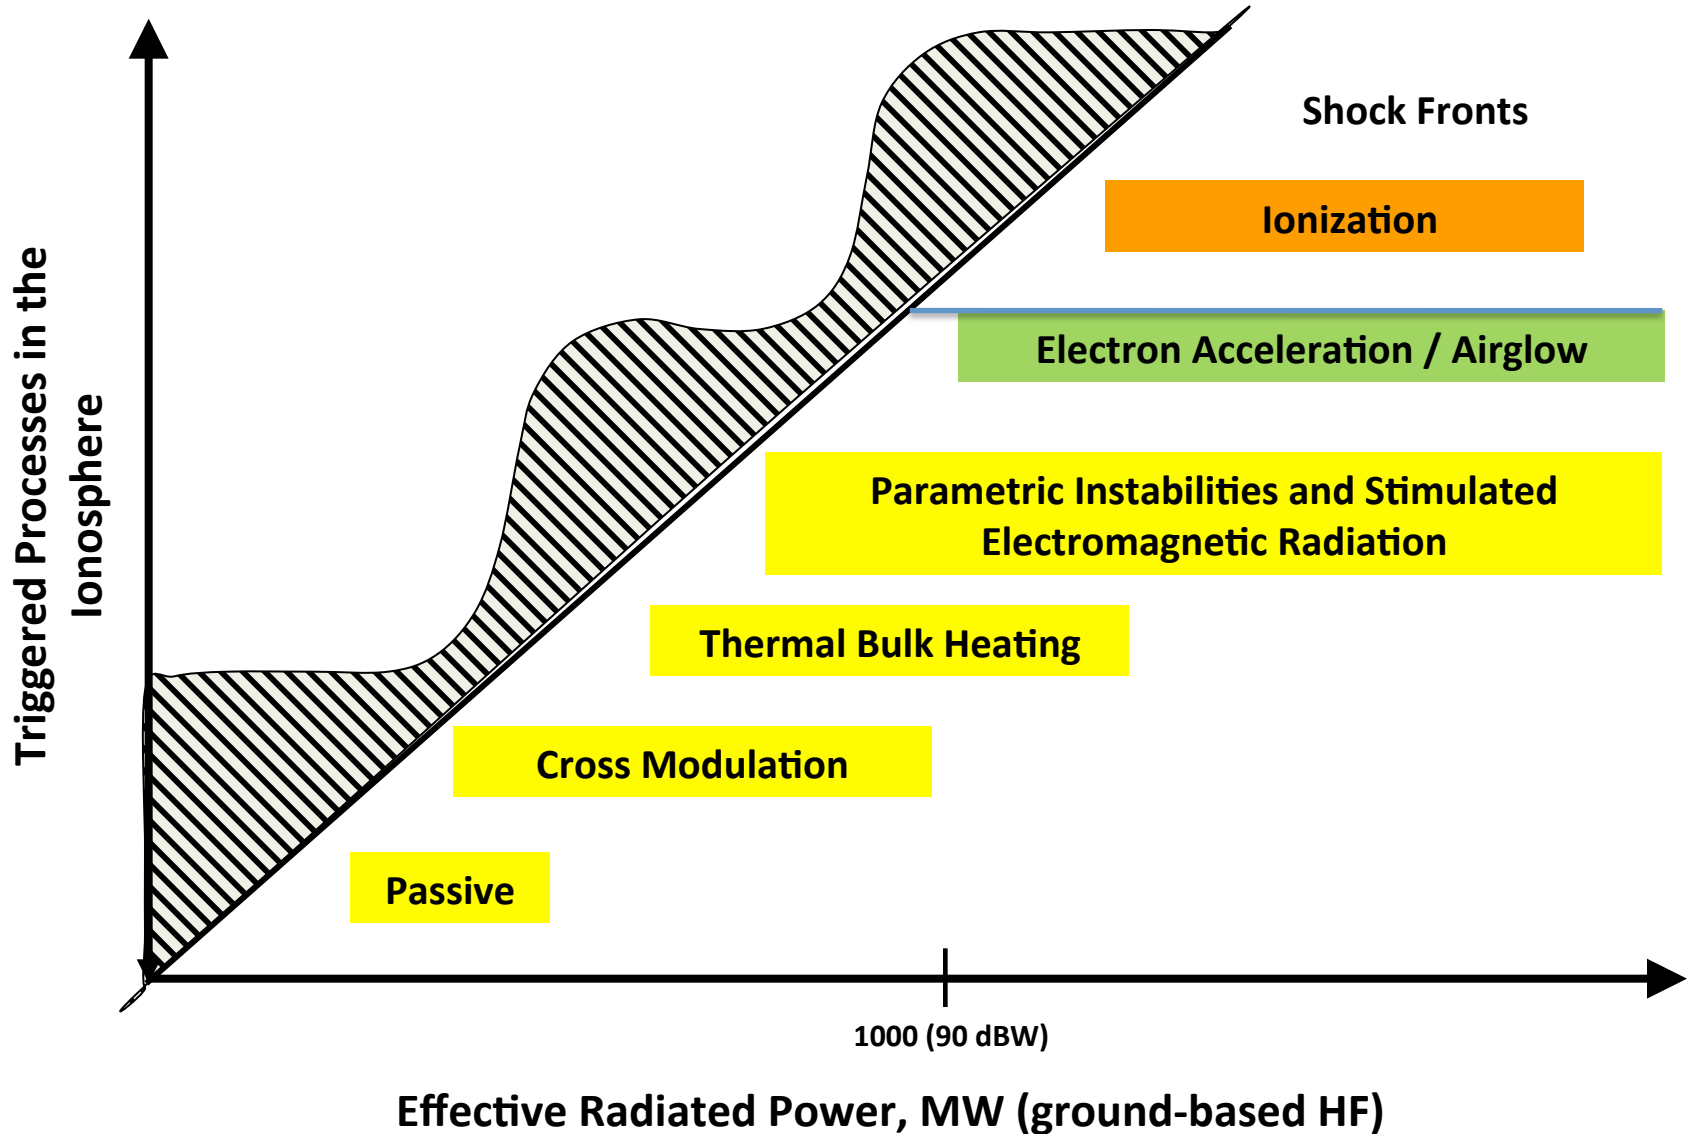 Triggered Processes in the
Ionosphere
Shock Fronts
Ionization
Electron Acceleration / Airglow
Parametric Instabilities and Stimulated
Electromagnetic Radiation
Thermal Bulk Heating
Cross Modulation
Passive
1000 (90 dBW)
Effective Radiated Power, MW (ground-based HF)